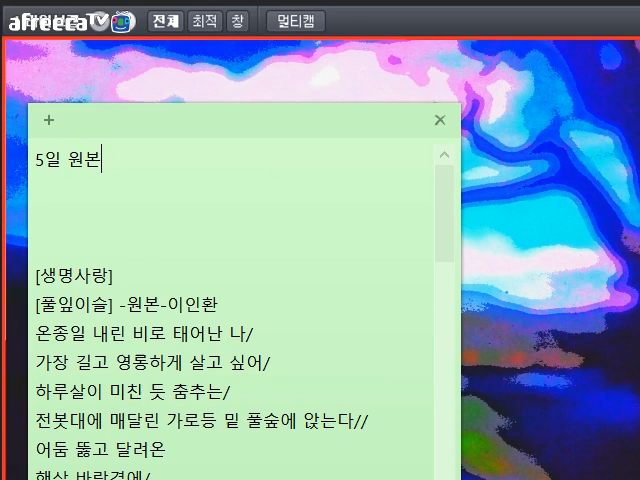 afreeca TV
전체 최적 창 멀티캠
5일 원본
[생명사랑]
[풀잎이슬] -원본-이인환
온종일 내린 비로 태어난 나/
가장 길고 영롱하게 살고 싶어/
하루살이 미친 듯 춤추는/
전봇대에 매달린 가로등 밑 풀숲에 앉는다//
어둠 뚫고 달려온